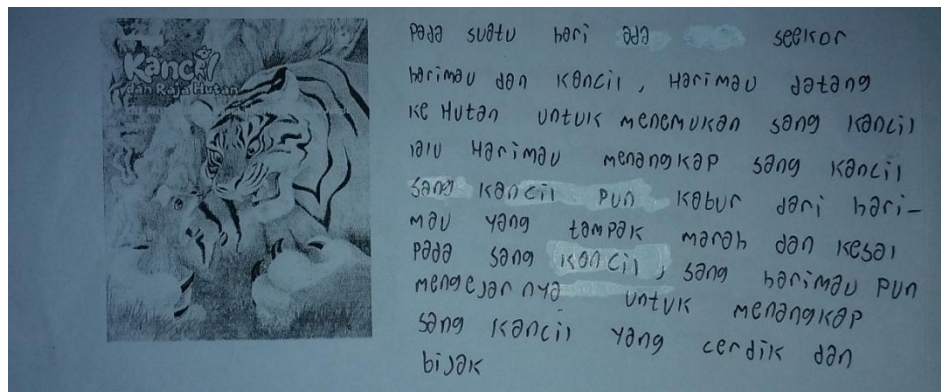 Kancil
dan Raja Hutan
Pada suatu hari ada seekor
harimau dan kancil, Harimau datang
ke Hutan untuk menemukan sang kancil
lalu Harimau menangkap sang kancil
sang kancil pun kabur dari hari-
mau yang tampak marah dan kesal
pada sang kancil, sang harimau pun
mengejarnya untuk menangkap
sang kancil yang cerdik dan
bijak